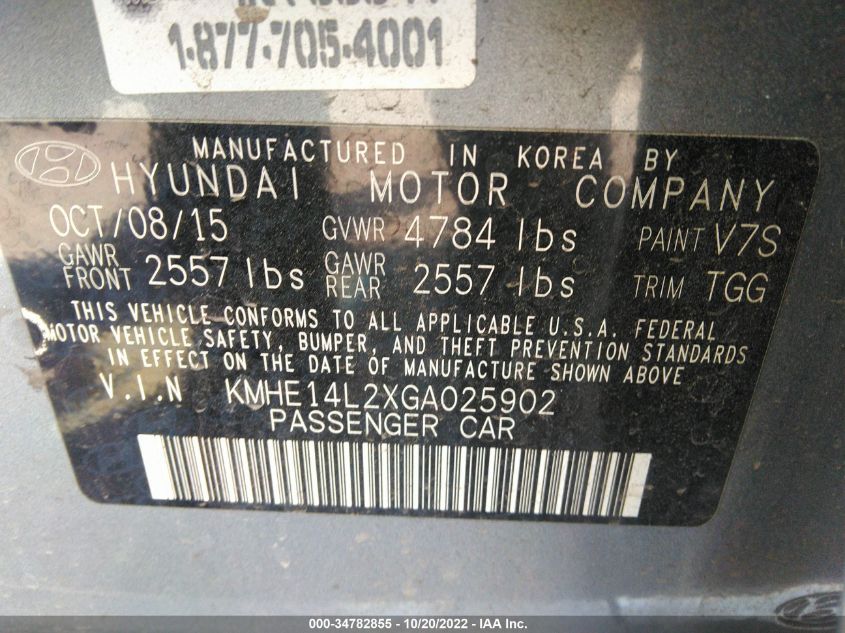 1-877-705-4001
MANUFACTURED IN KOREA BY
HYUNDAI MOTOR COMPANY
OCT/08/15 GVWR 4784 lbs PAINT V7S
GAWR FRONT 2557 lbs GAWR REAR 2557 lbs TRIM TGG
THIS VEHICLE CONFORMS TO ALL APPLICABLE U.S.A. FEDERAL
MOTOR VEHICLE SAFETY, BUMPER, AND THEFT PREVENTION STANDARDS
IN EFFECT ON THE DATE OF MANUFACTURE SHOWN ABOVE
V.I.N KMHE14L2XGA025902
PASSENGER CAR
000-34782855 - 10/20/2022 - IAA Inc.